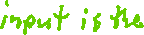 input is the